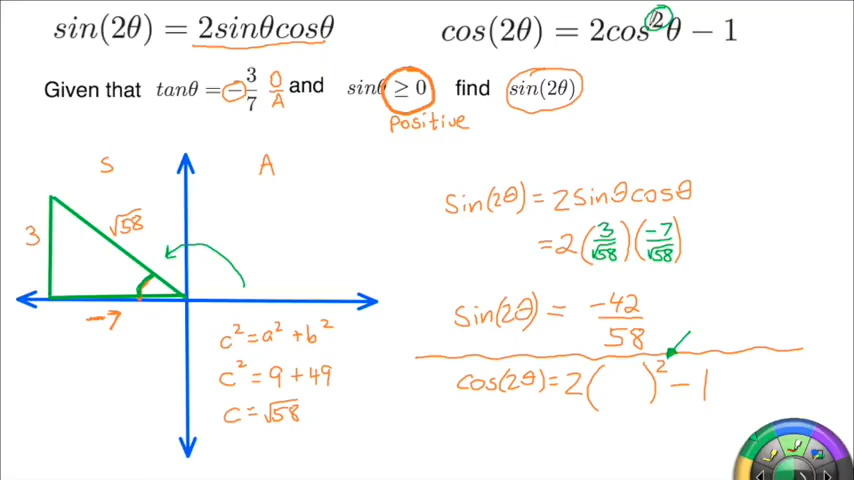 sin(2θ) = 2sinθcosθ
cos(2θ) = 2cos²θ − 1
Given that tanθ = −3/7 O/A and sinθ ≥ 0 find sin(2θ)
positive
S
A
3
√58
−7
c² = a² + b²
c² = 9 + 49
c = √58
Sin(2θ) = 2SinθCosθ
= 2(3/√58)(−7/√58)
Sin(2θ) = −42/58
cos(2θ) = 2( )² − 1